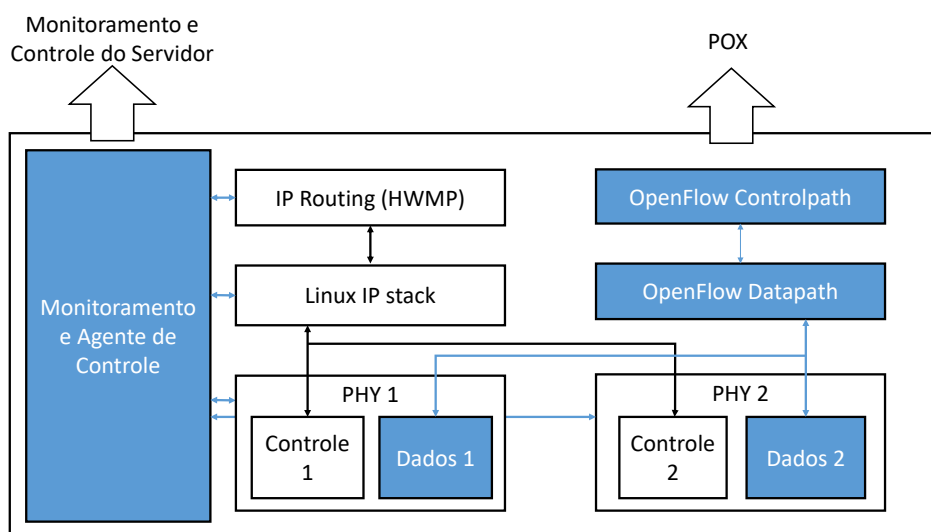 Monitoramento e
Controle do Servidor
POX
IP Routing (HWMP)
OpenFlow Controlpath
Linux IP stack
OpenFlow Datapath
Monitoramento
e Agente de
Controle
PHY 1
PHY 2
Controle
1
Dados 1
Controle
2
Dados 2